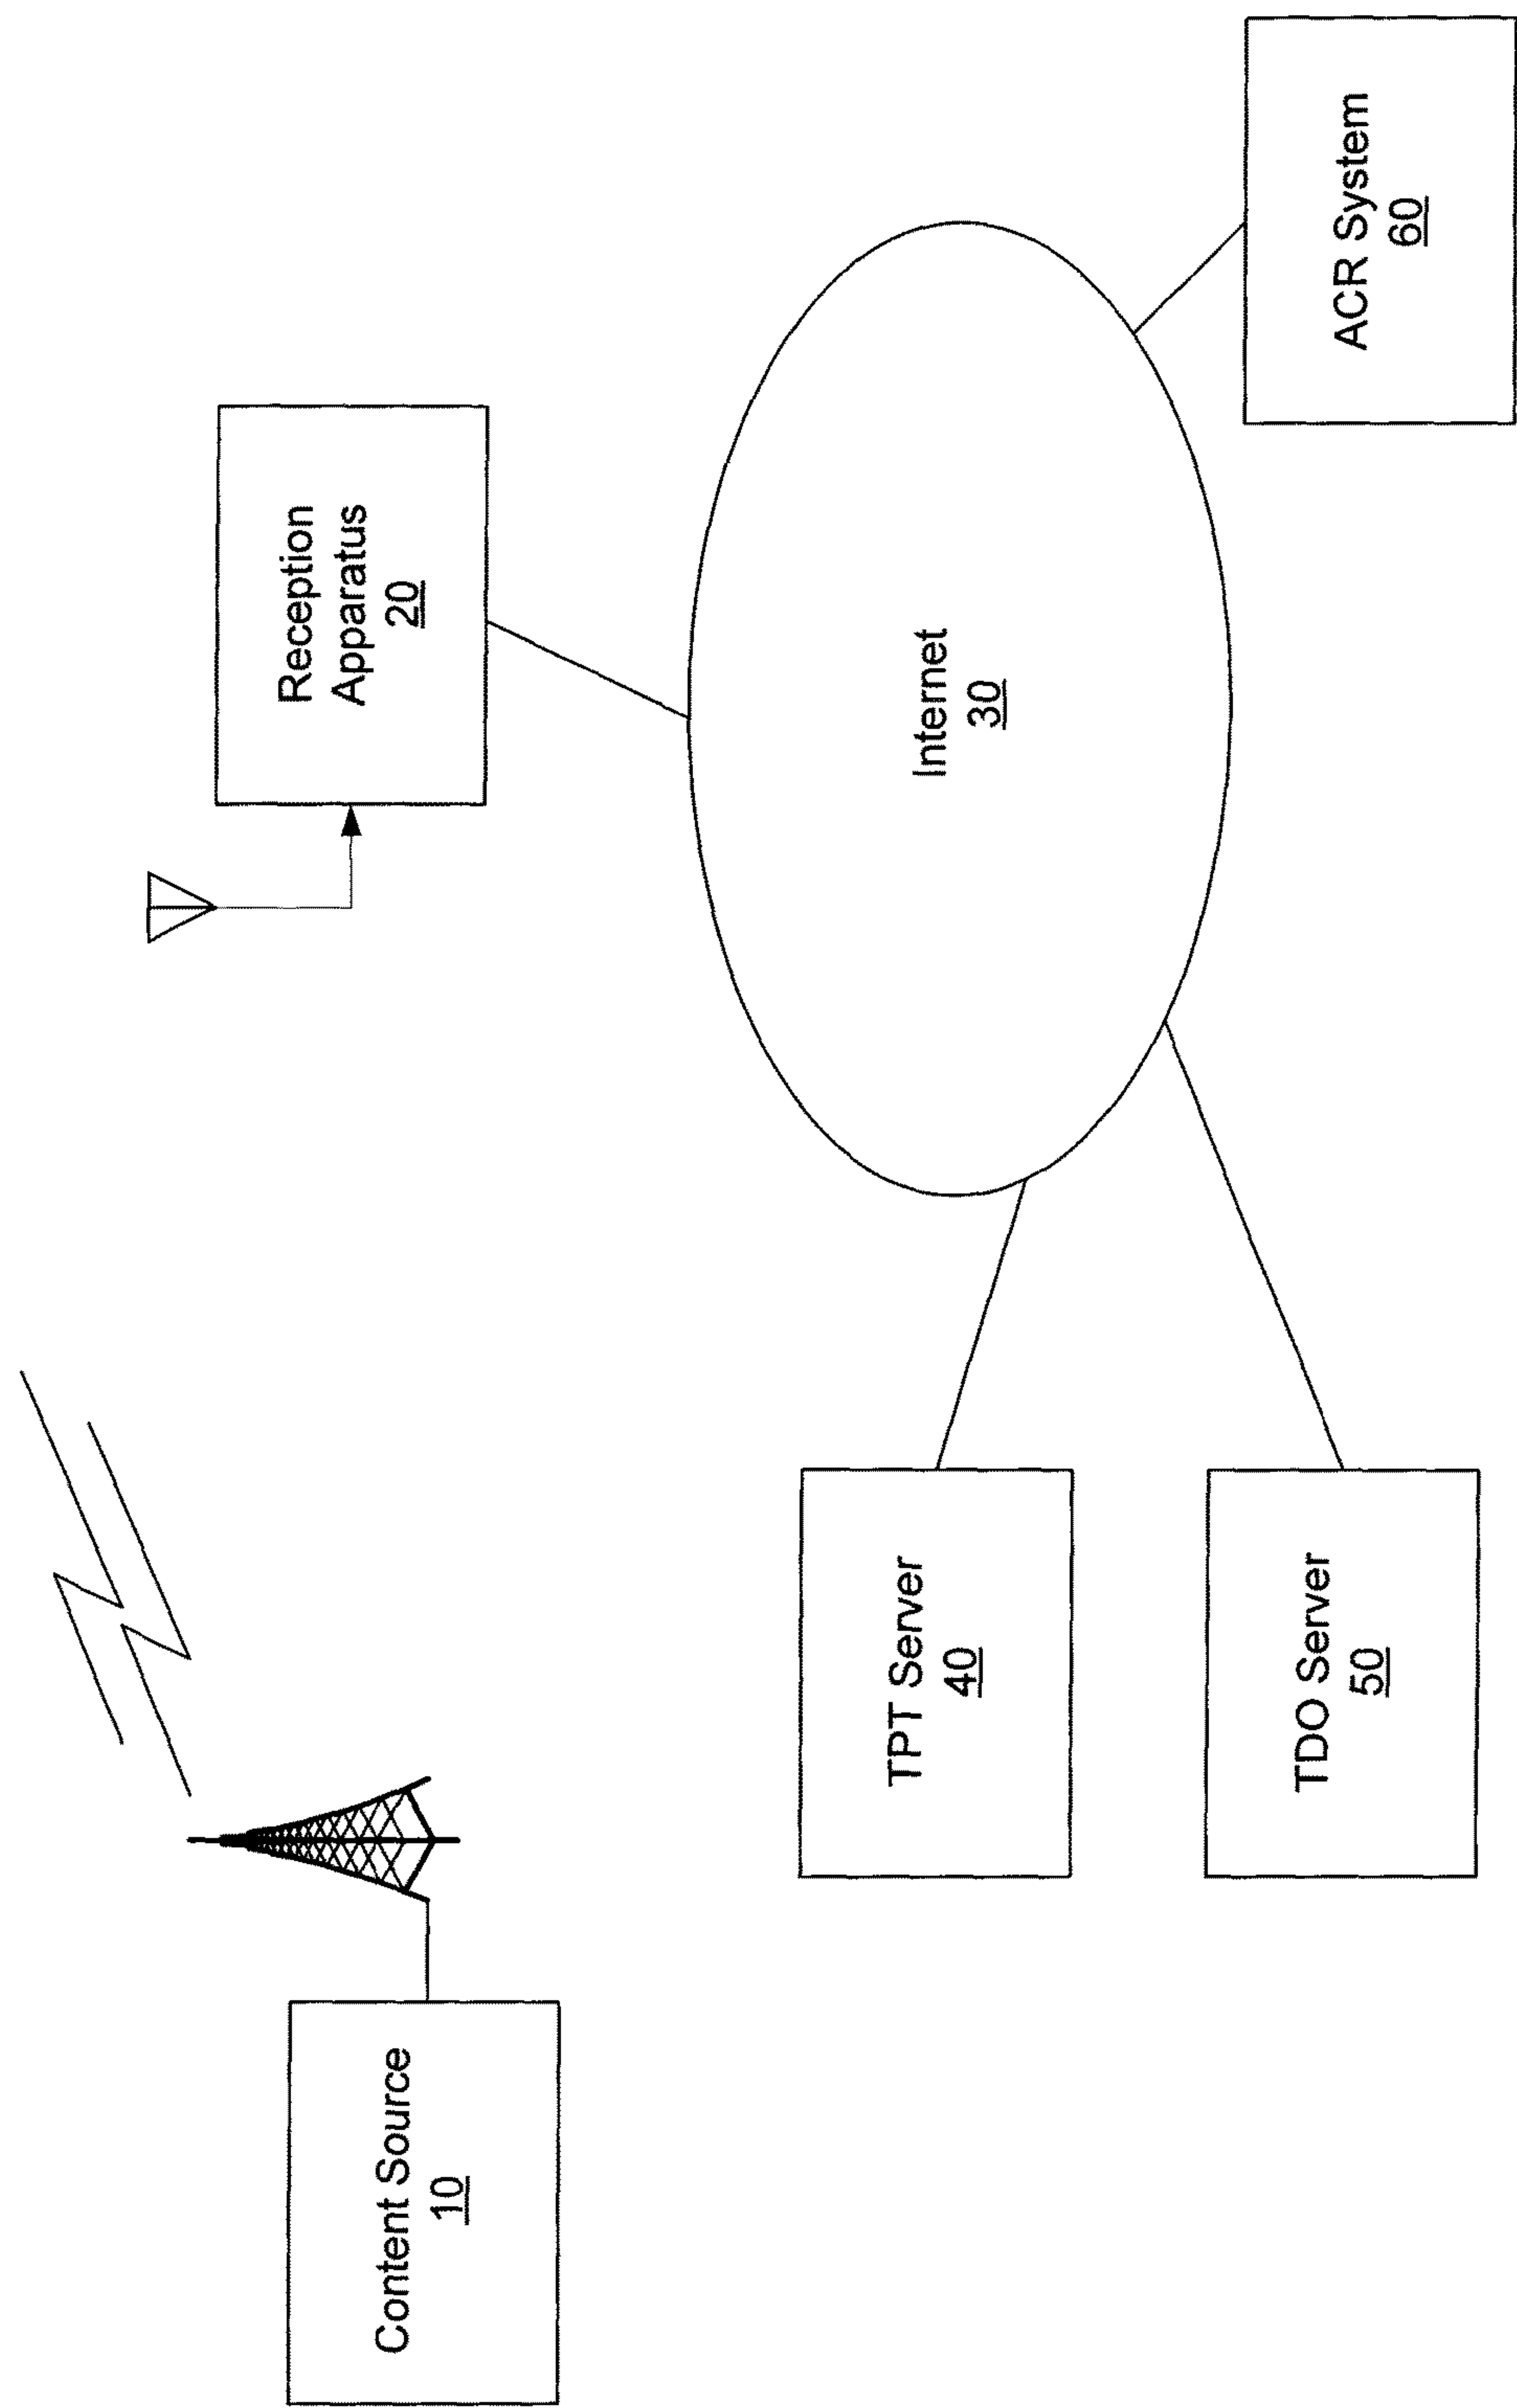 Content Source
10
Reception
Apparatus
20
Internet
30
TPT Server
40
TDO Server
50
ACR System
60